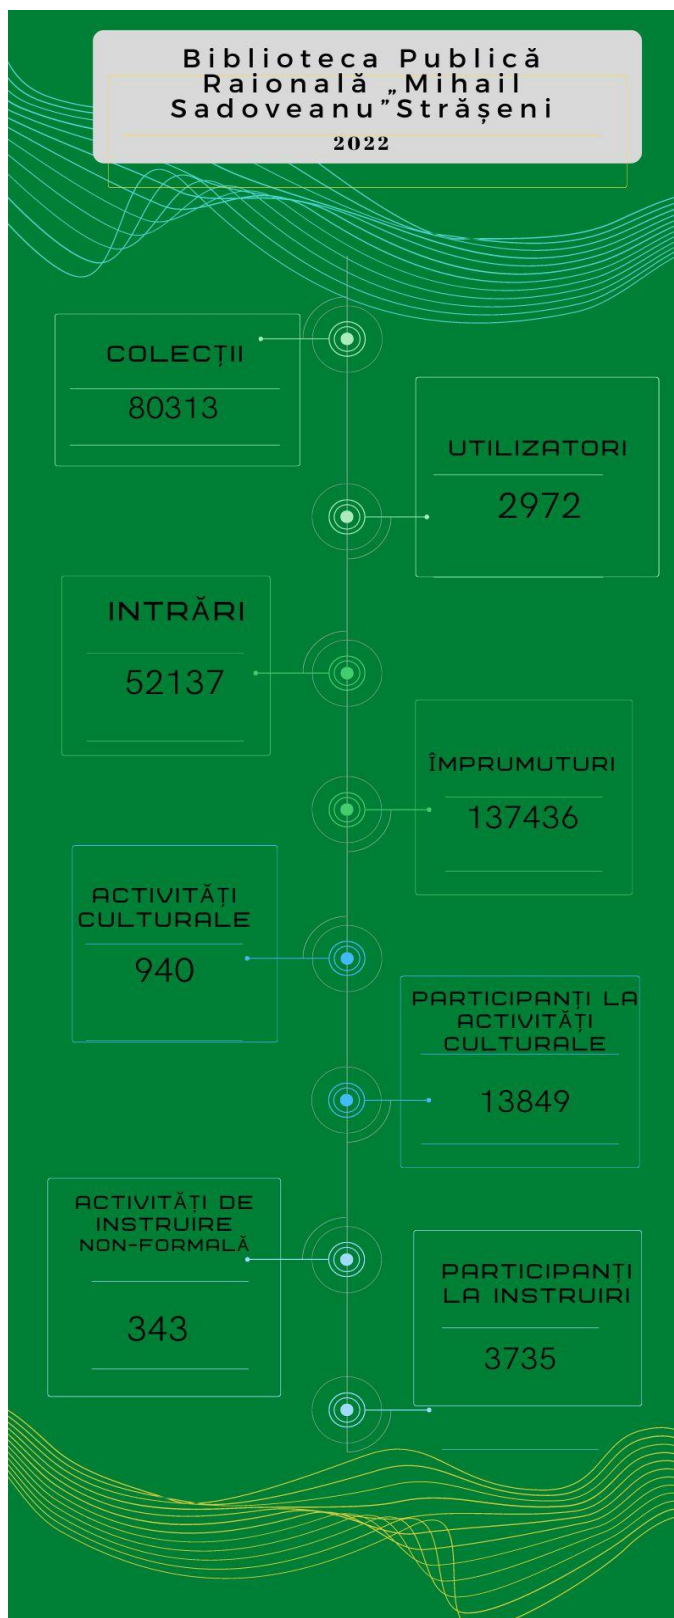 Biblioteca Publică
Raională „Mihail
Sadoveanu”Strășeni
2022
COLECȚII
80313
UTILIZATORI
2972
INTRĂRI
52137
ÎMPRUMUTURI
137436
ACTIVITĂȚI
CULTURALE
940
PARTICIPANȚI LA
ACTIVITĂȚI
CULTURALE
13849
ACTIVITĂȚI DE
INSTRUIRE
NON-FORMALĂ
343
PARTICIPANȚI
LA INSTRUIRI
3735